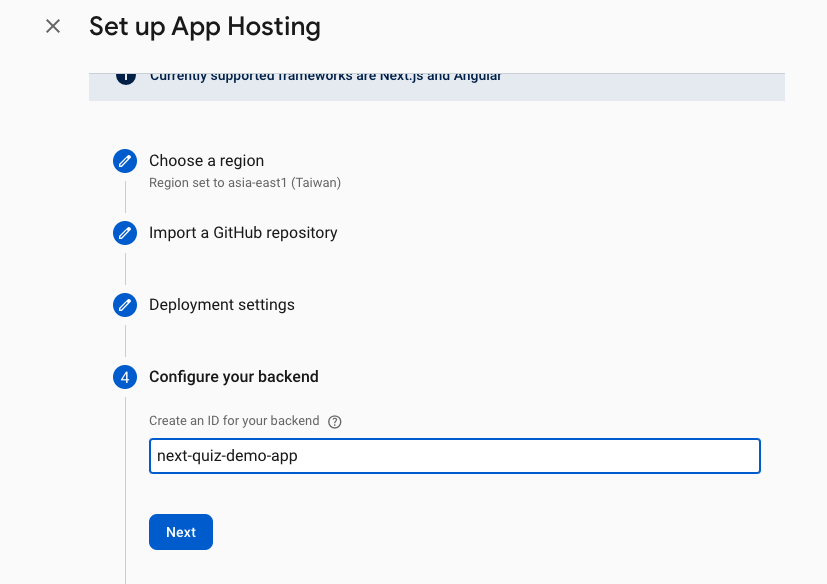 Set up App Hosting
Currently supported frameworks are Next.js and Angular
Choose a region
Region set to asia-east1 (Taiwan)
Import a GitHub repository
Deployment settings
4 Configure your backend
Create an ID for your backend ?
next-quiz-demo-app
Next